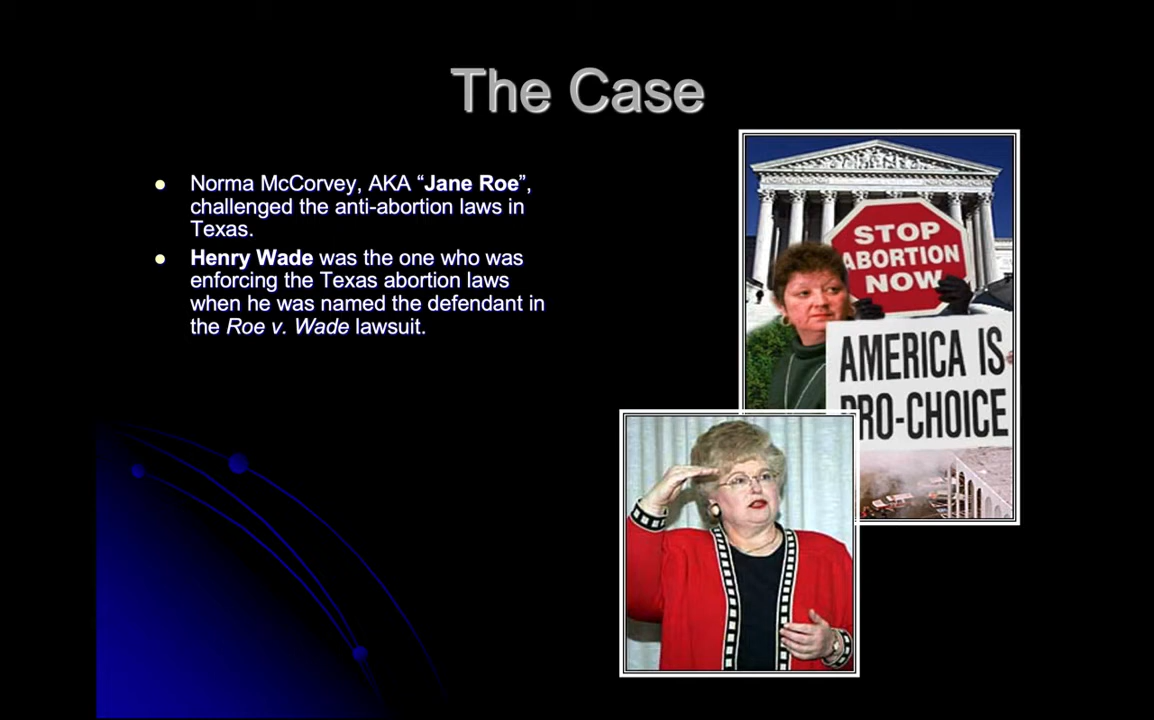 The Case
Norma McCorvey, AKA “Jane Roe”,
challenged the anti-abortion laws in
Texas.
Henry Wade was the one who was
enforcing the Texas abortion laws
when he was named the defendant in
the Roe v. Wade lawsuit.
STOP
ABORTION
NOW
AMERICA IS
PRO-CHOICE